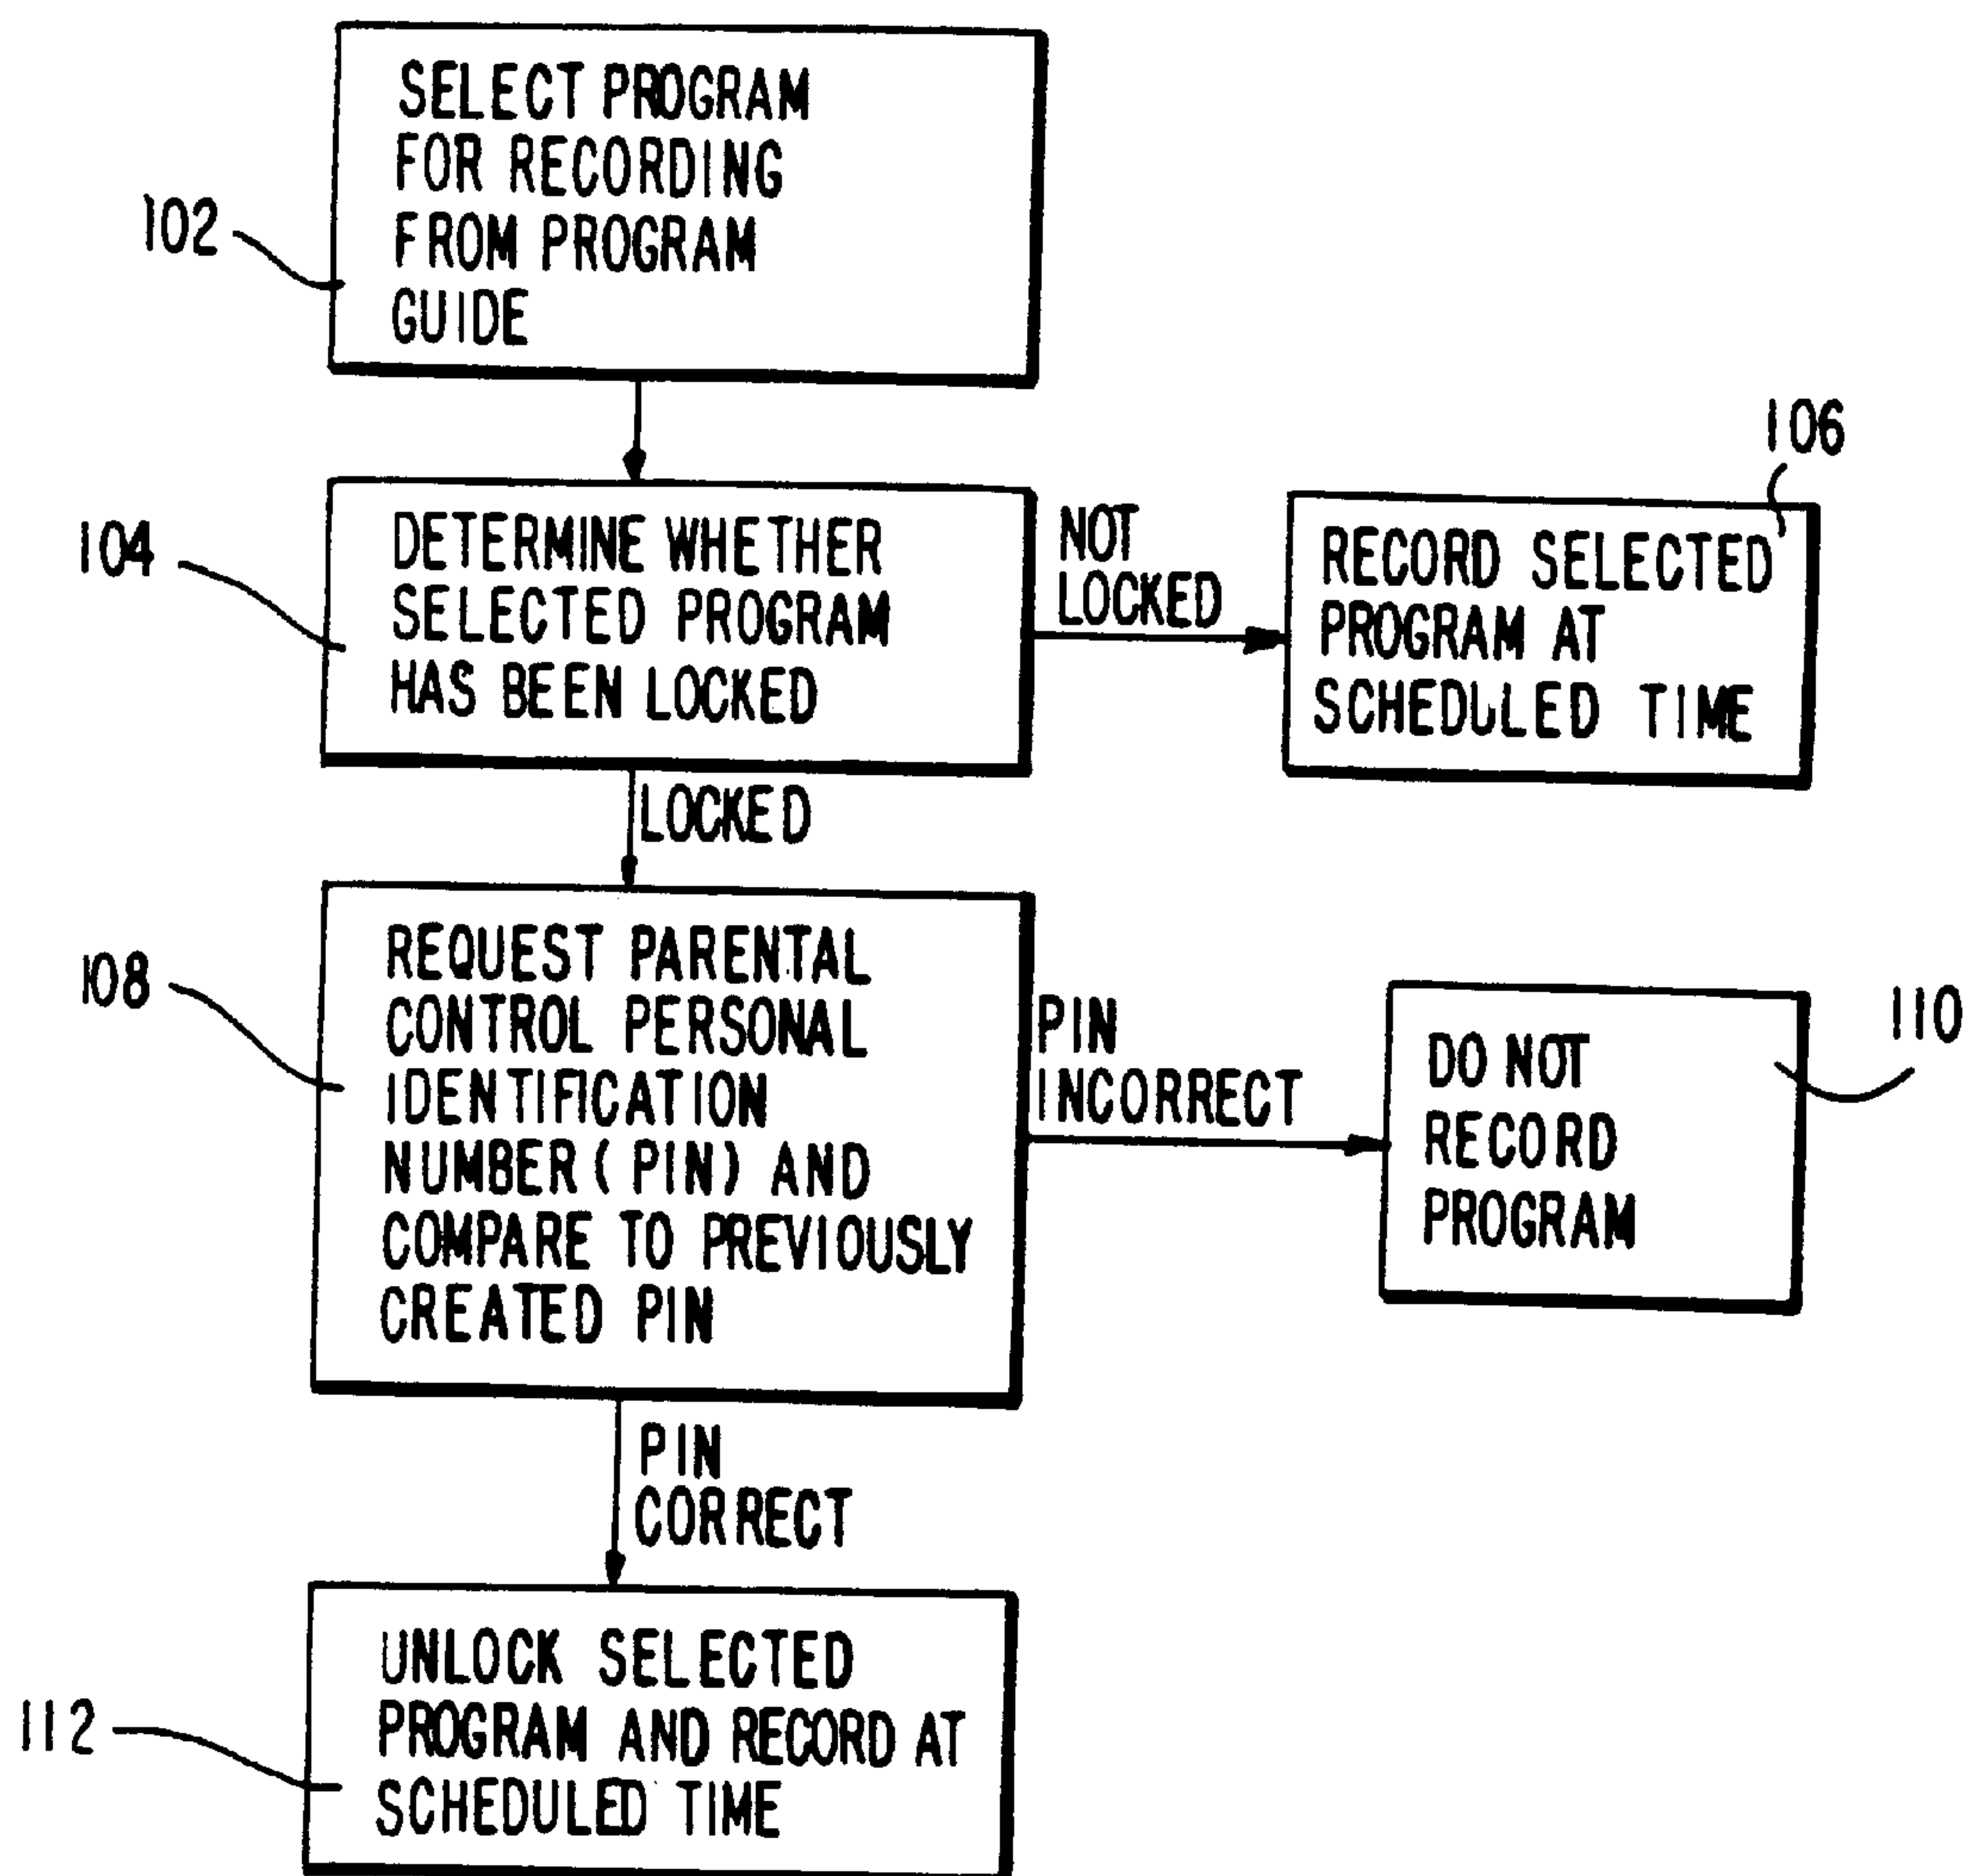 SELECT PROGRAM
FOR RECORDING
FROM PROGRAM
GUIDE
102
106
DETERMINE WHETHER
SELECTED PROGRAM
HAS BEEN LOCKED
104
NOT
LOCKED
RECORD SELECTED
PROGRAM AT
SCHEDULED TIME
LOCKED
REQUEST PARENTAL
CONTROL PERSONAL
IDENTIFICATION
NUMBER (PIN) AND
COMPARE TO PREVIOUSLY
CREATED PIN
108
PIN
INCORRECT
DO NOT
RECORD
PROGRAM
110
PIN
CORRECT
UNLOCK SELECTED
PROGRAM AND RECORD AT
SCHEDULED TIME
112